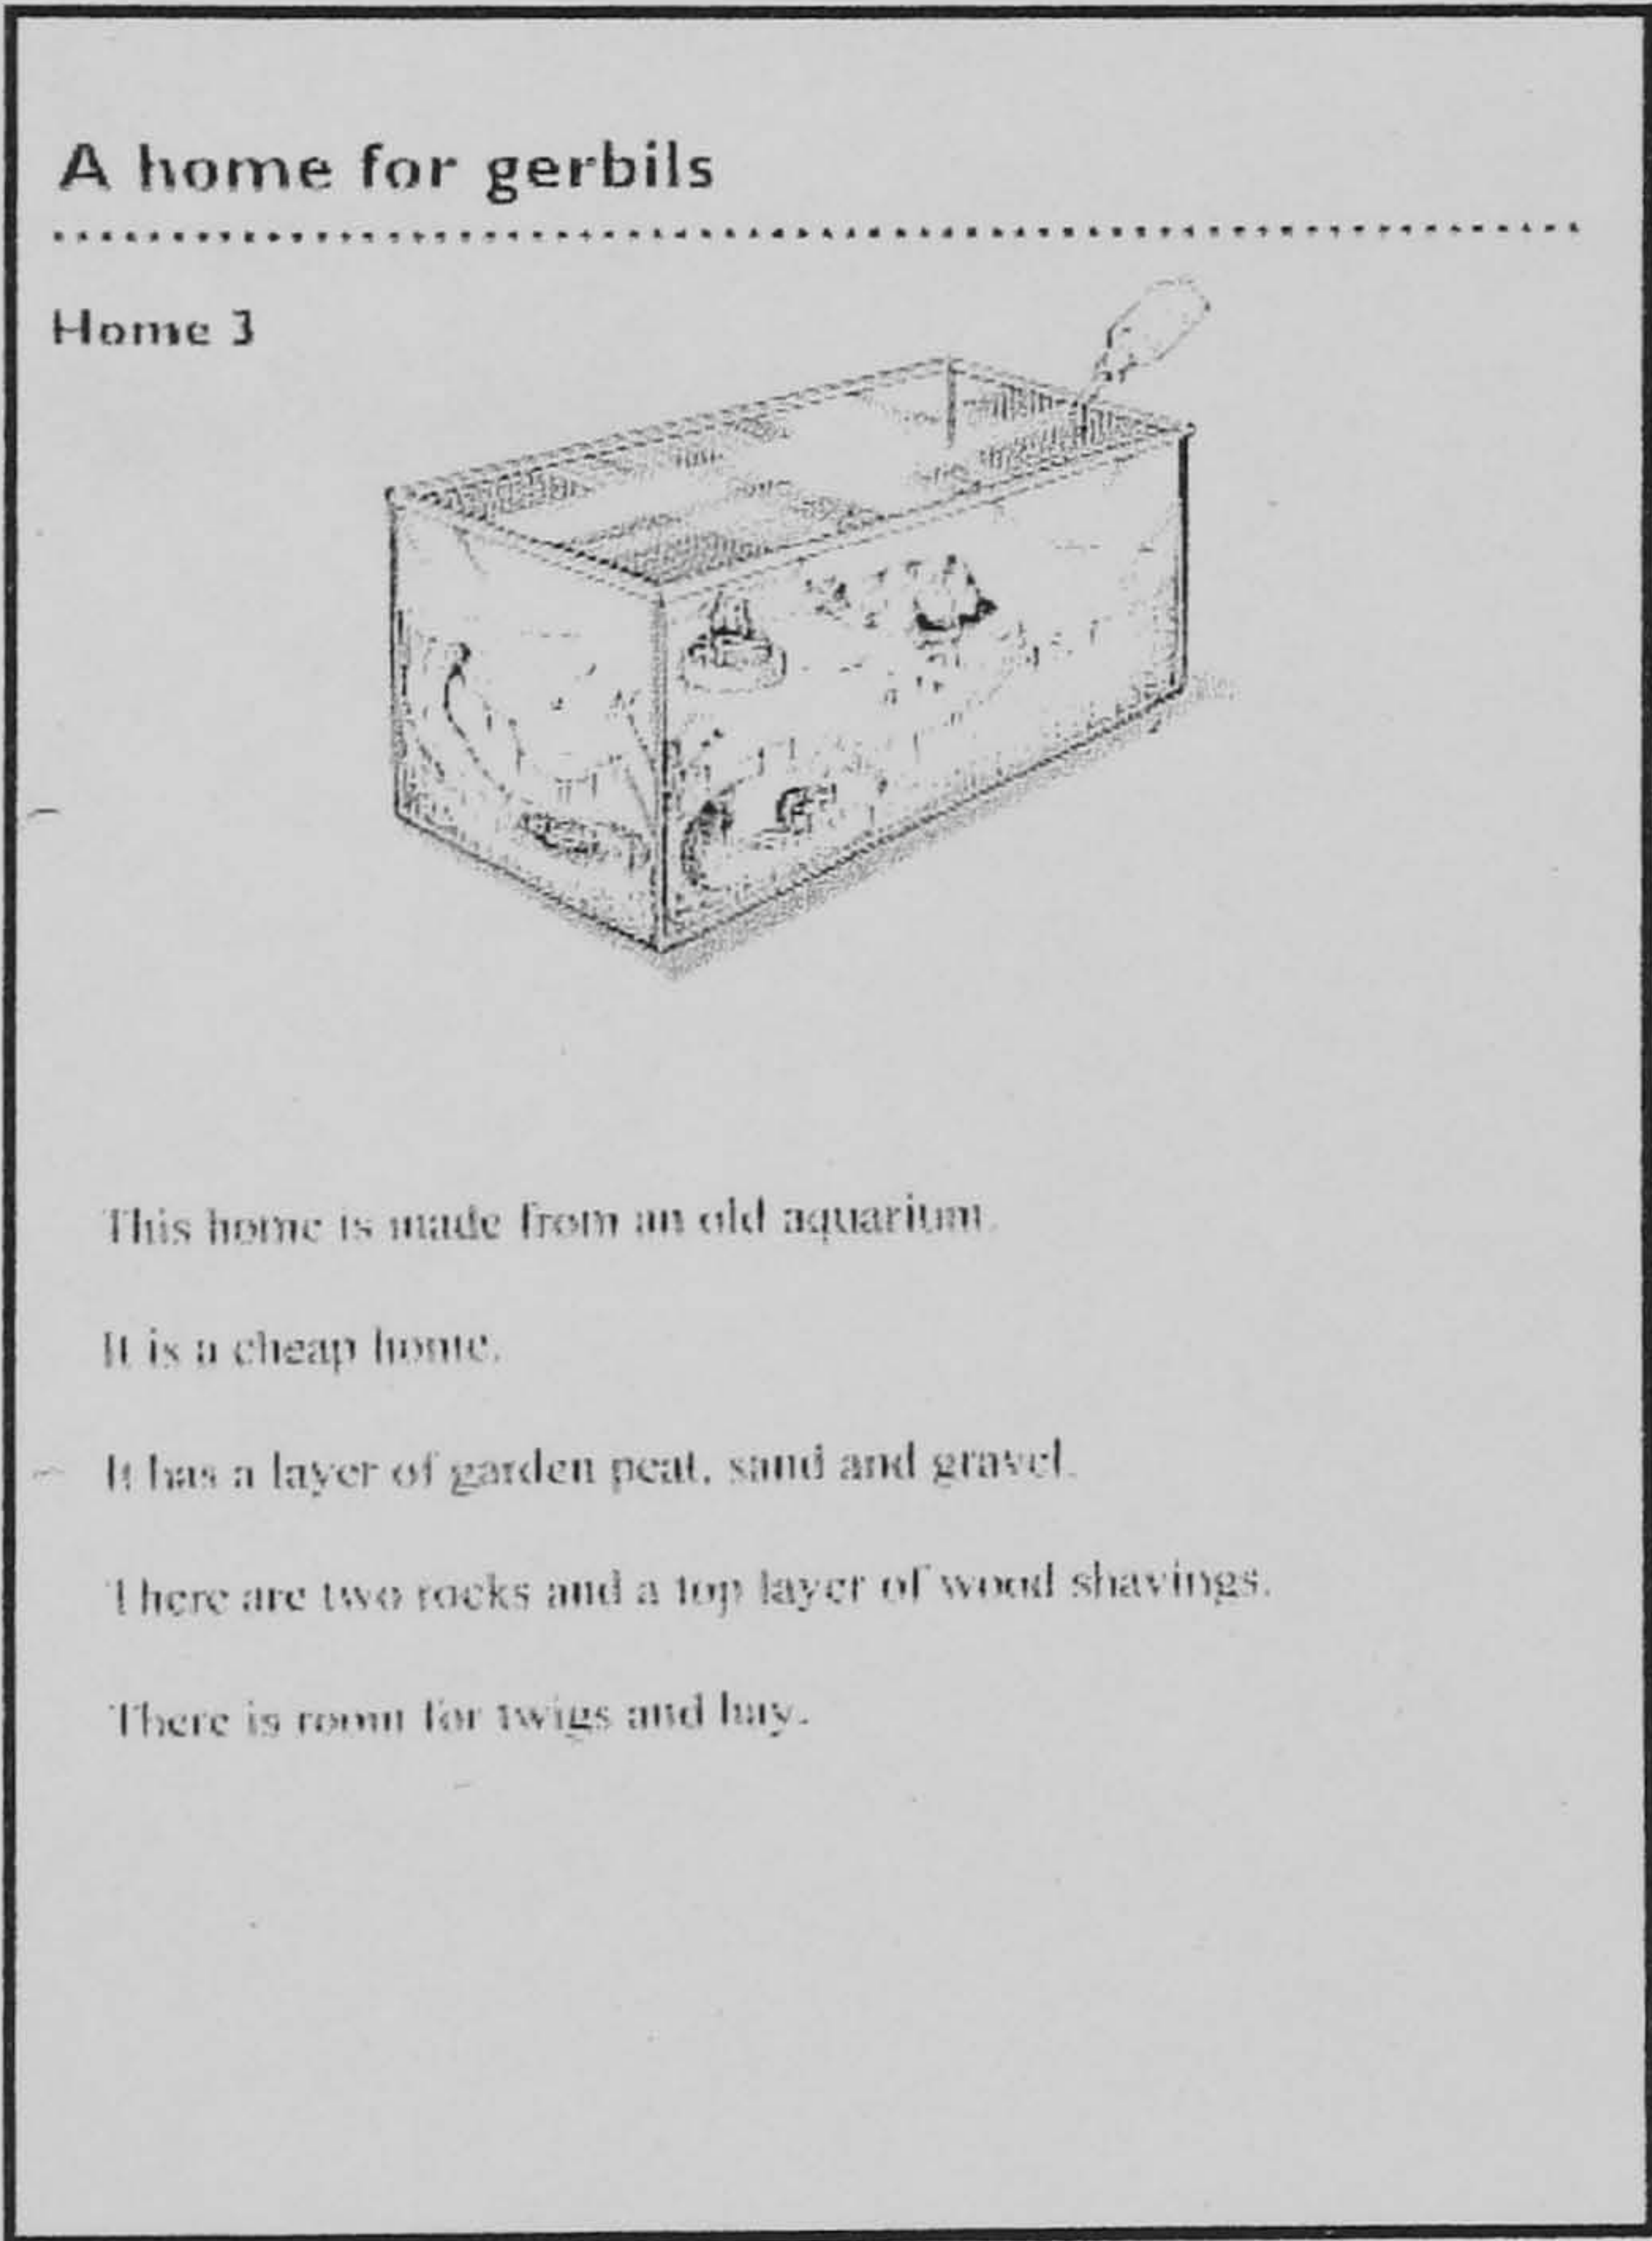 A home for gerbils
Home 3
This home is made from an old aquarium.
It is a cheap home.
It has a layer of garden peat, sand and gravel.
There are two rocks and a top layer of wood shavings.
There is room for twigs and hay.